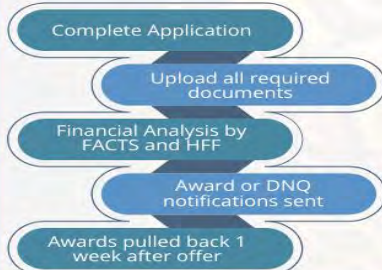 Complete Application
Upload all required
documents
Financial Analysis by
FACTS and HFF
Award or DNQ
notifications sent
Awards pulled back 1
week after offer